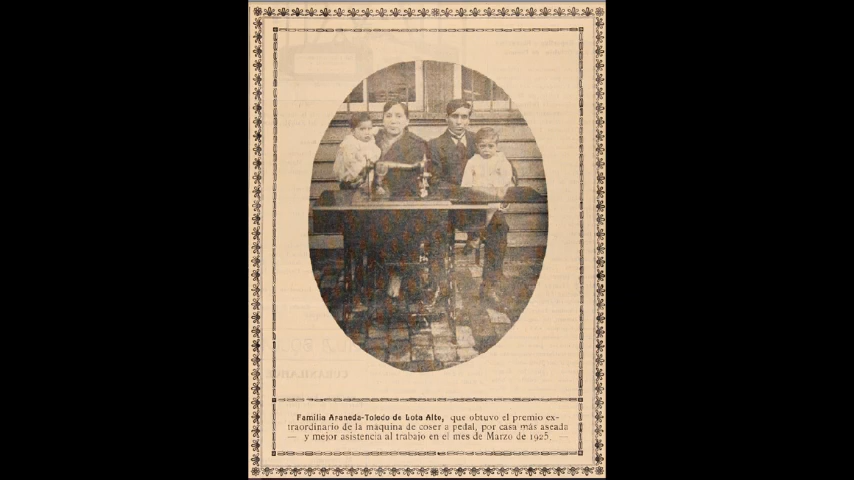 Familia Araneda-Toledo de Lota Alto, que obtuvo el premio ex-
traordinario de la máquina de coser a pedal, por casa más aseada
— y mejor asistencia al trabajo en el mes de Marzo de 1925. —